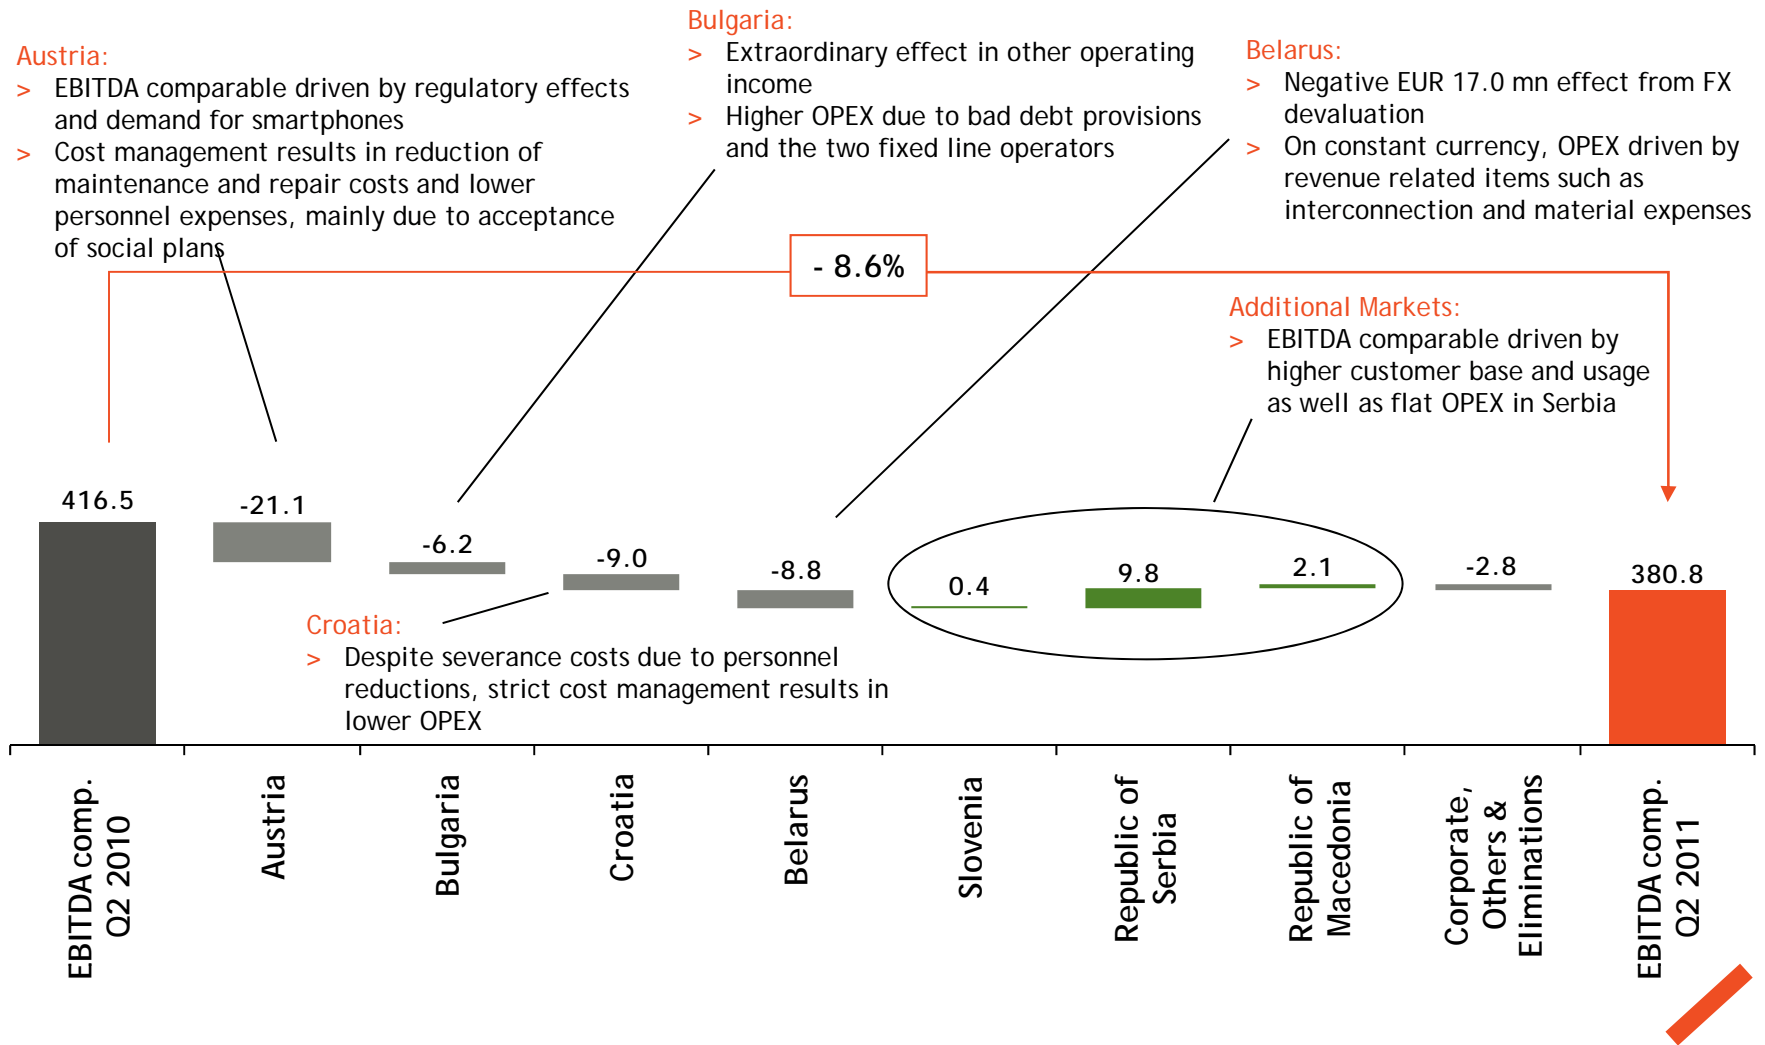 Austria:
> EBITDA comparable driven by regulatory effects
and demand for smartphones
> Cost management results in reduction of
maintenance and repair costs and lower
personnel expenses, mainly due to acceptance
of social plans
Bulgaria:
> Extraordinary effect in other operating
income
> Higher OPEX due to bad debt provisions
and the two fixed line operators
Belarus:
> Negative EUR 17.0 mn effect from FX
devaluation
> On constant currency, OPEX driven by
revenue related items such as
interconnection and material expenses
- 8.6%
Additional Markets:
> EBITDA comparable driven by
higher customer base and usage
as well as flat OPEX in Serbia
416.5
-21.1
-6.2
-9.0
-8.8
0.4
9.8
2.1
-2.8
380.8
Croatia:
> Despite severance costs due to personnel
reductions, strict cost management results in
lower OPEX
EBITDA comp.
Q2 2010
Austria
Bulgaria
Croatia
Belarus
Slovenia
Republic of
Serbia
Republic of
Macedonia
Corporate,
Others &
Eliminations
EBITDA comp.
Q2 2011